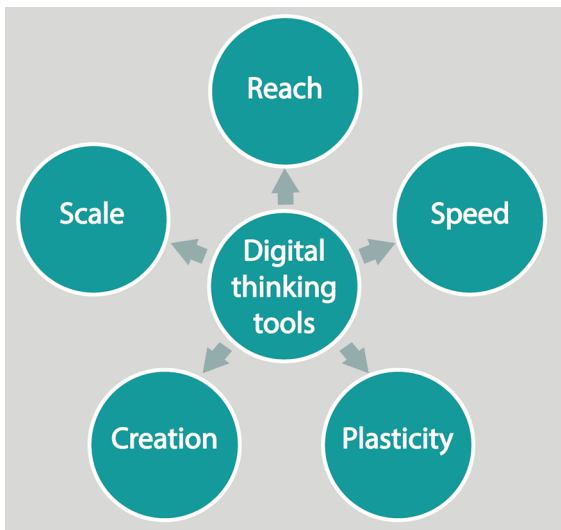 Reach
Scale
Speed
Digital
thinking
tools
Creation
Plasticity